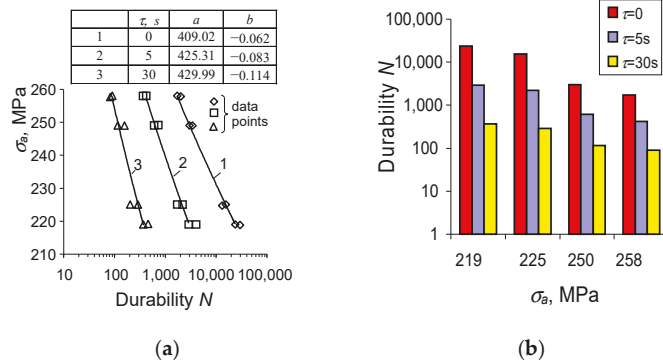 τ, s a b
1 0 409.02 −0.062
2 5 425.31 −0.083
3 30 429.99 −0.114
260
250
240
230
220
210
σa, MPa
data
points
3
2
1
10 100 1,000 10,000 100,000
Durability N
(a)
100,000
10,000
1,000
100
10
1
Durability N
τ=0
τ=5s
τ=30s
219 225 250 258
σa, MPa
(b)